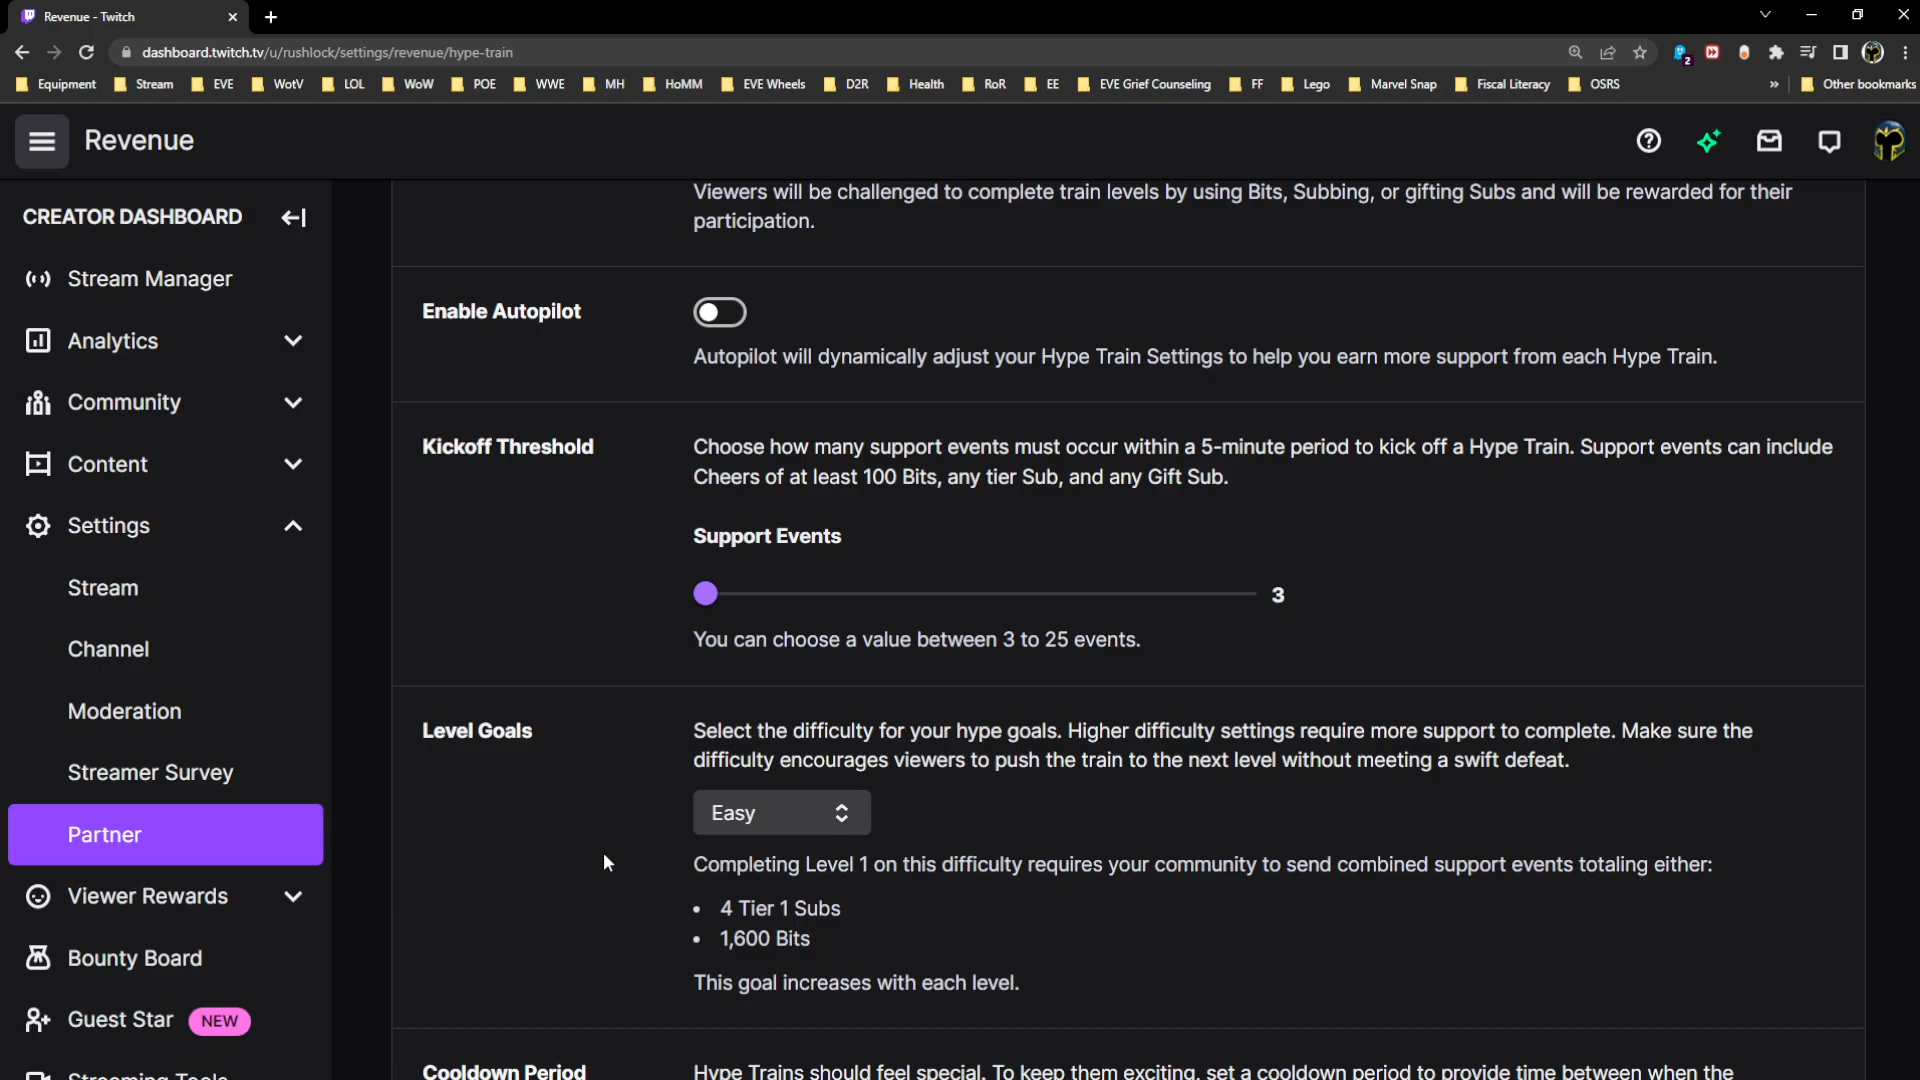 Revenue - Twitch
dashboard.twitch.tv/u/rushlock/settings/revenue/hype-train
2
Equipment Stream EVE WotV LOL WoW POE WWE MH HoMM EVE Wheels D2R Health RoR EE EVE Grief Counseling FF Lego Marvel Snap Fiscal Literacy OSRS » Other bookmarks
Revenue
CREATOR DASHBOARD
Stream Manager
Analytics
Community
Content
Settings
Stream
Channel
Moderation
Streamer Survey
Partner
Viewer Rewards
Bounty Board
Guest Star NEW
Streaming Tools
Viewers will be challenged to complete train levels by using Bits, Subbing, or gifting Subs and will be rewarded for their
participation.
Enable Autopilot
Autopilot will dynamically adjust your Hype Train Settings to help you earn more support from each Hype Train.
Kickoff Threshold
Choose how many support events must occur within a 5-minute period to kick off a Hype Train. Support events can include
Cheers of at least 100 Bits, any tier Sub, and any Gift Sub.
Support Events
3
You can choose a value between 3 to 25 events.
Level Goals
Select the difficulty for your hype goals. Higher difficulty settings require more support to complete. Make sure the
difficulty encourages viewers to push the train to the next level without meeting a swift defeat.
Easy
Completing Level 1 on this difficulty requires your community to send combined support events totaling either:
• 4 Tier 1 Subs
• 1,600 Bits
This goal increases with each level.
Cooldown Period
Hype Trains should feel special. To keep them exciting, set a cooldown period to provide time between when the